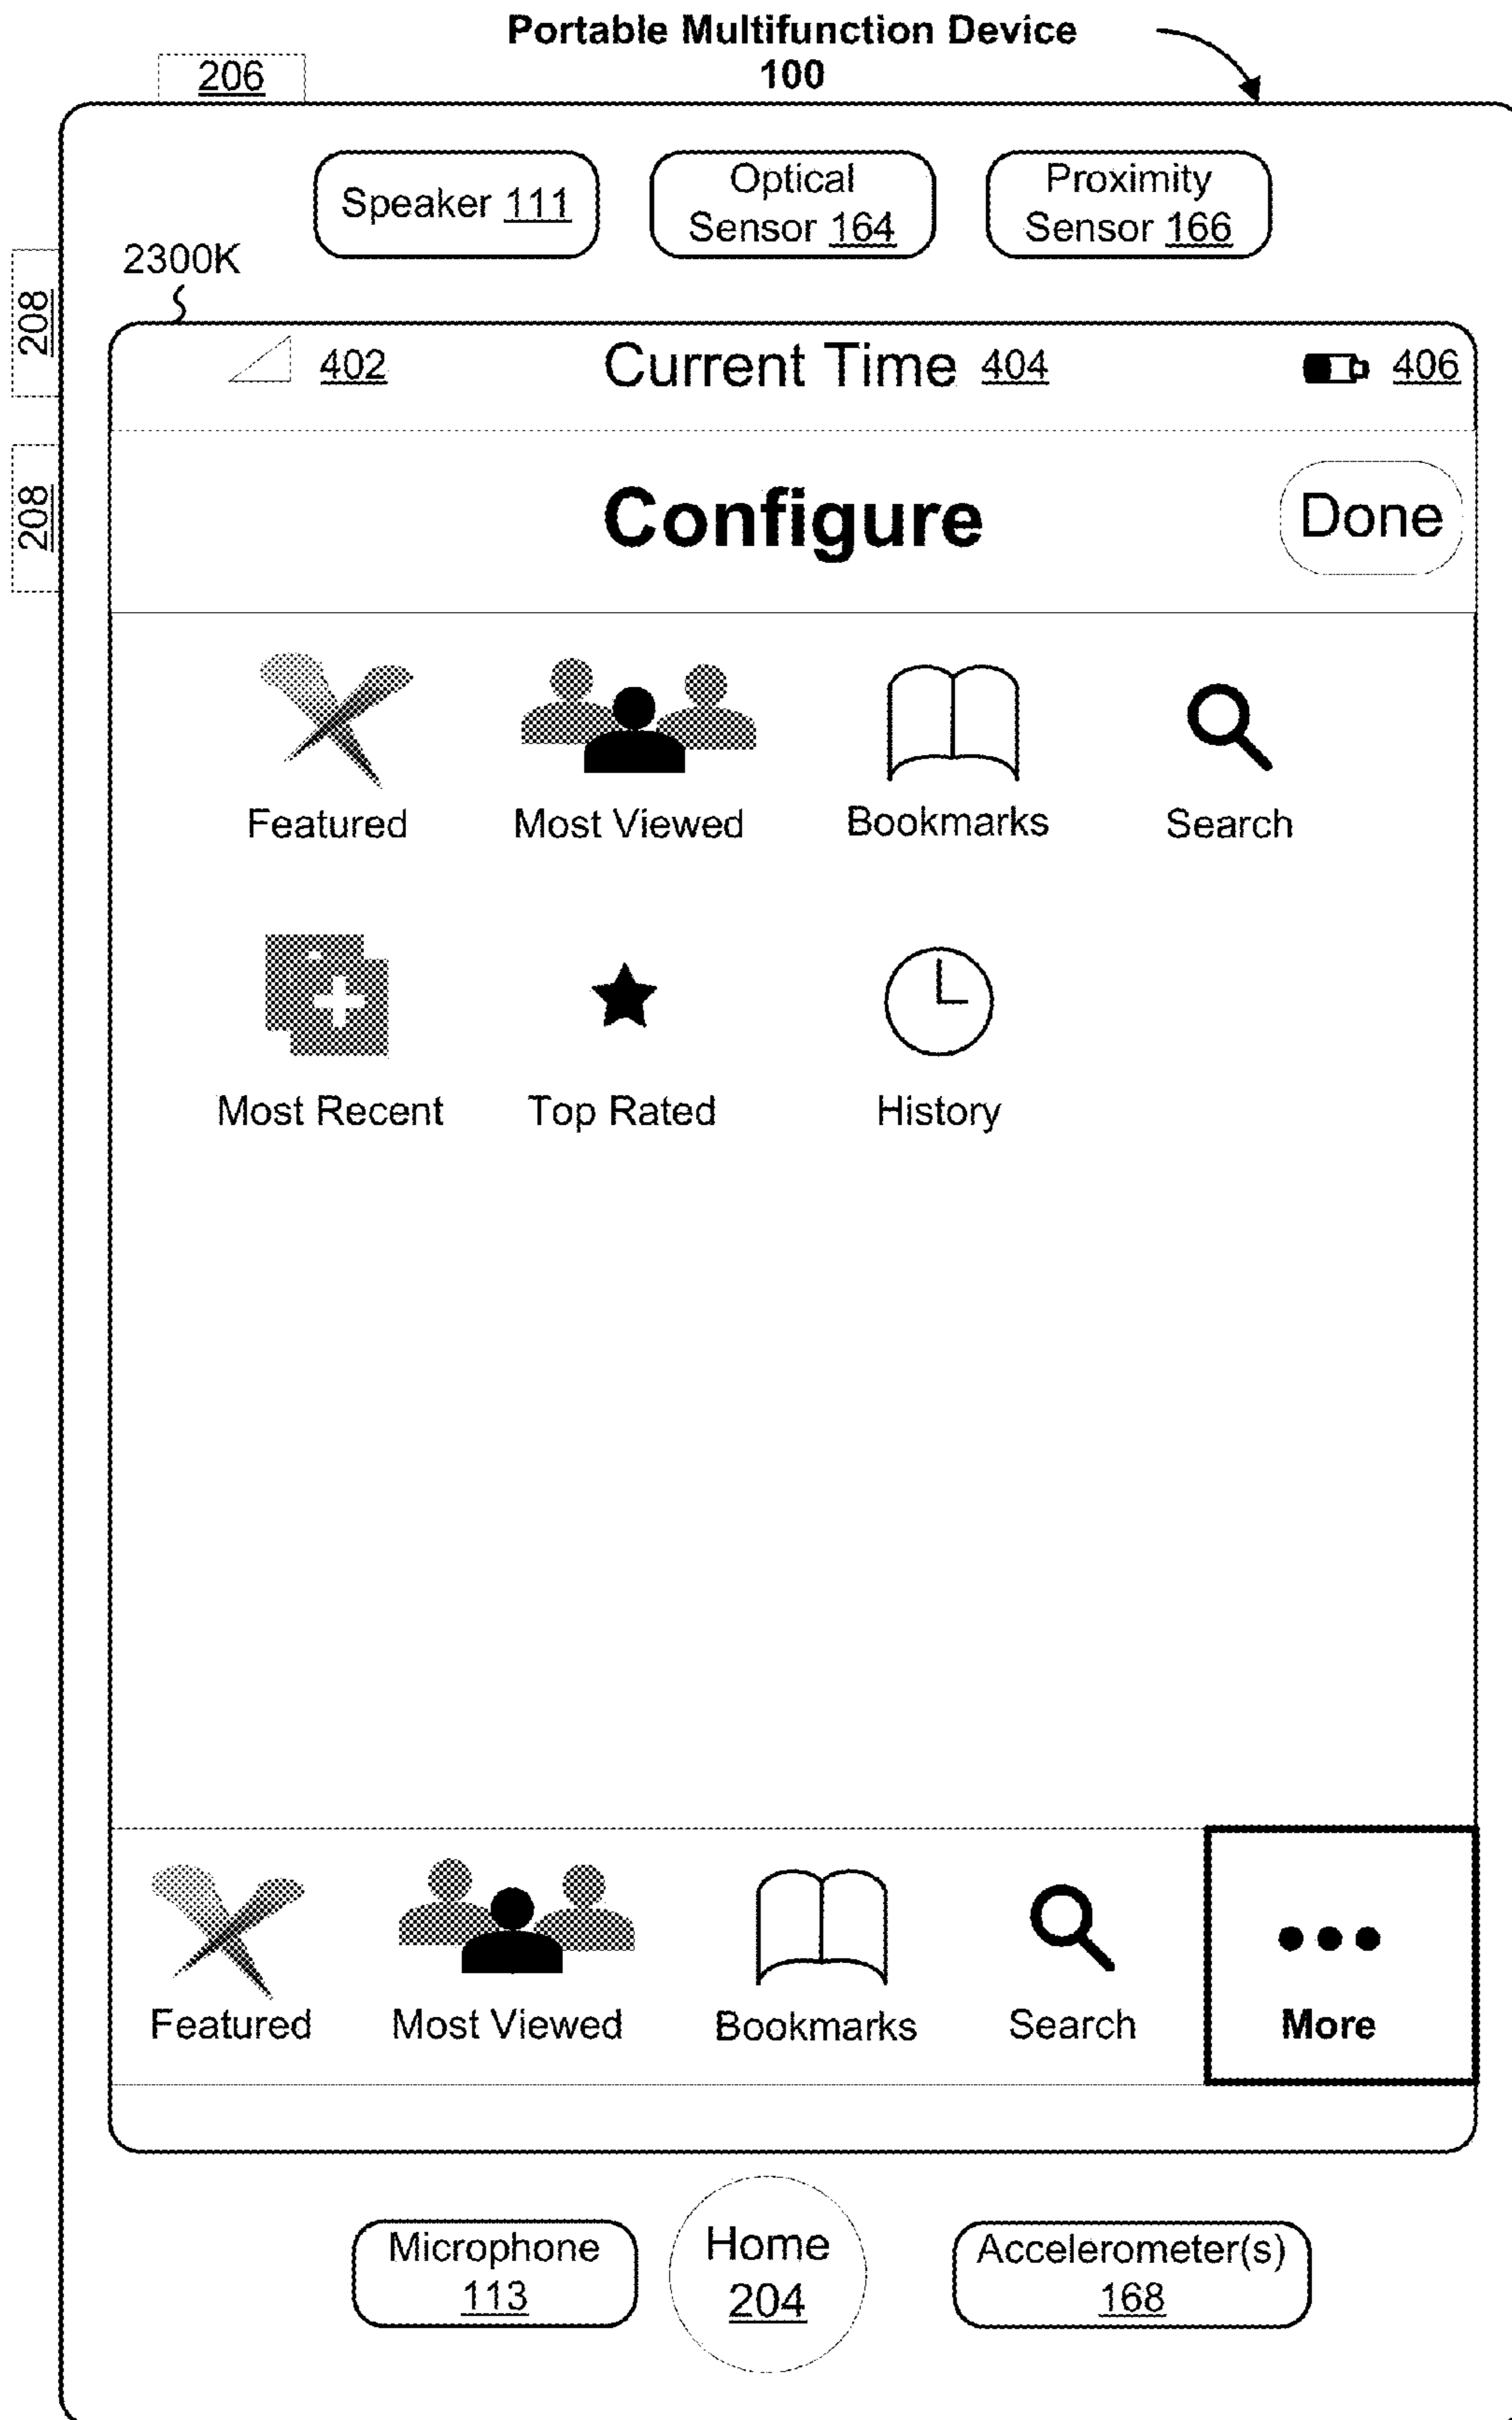 Portable Multifunction Device
100
206
Speaker 111
Optical
Sensor 164
Proximity
Sensor 166
2300K
208
402
Current Time 404
406
208
Configure
Done
Featured
Most Viewed
Bookmarks
Search
Most Recent
Top Rated
History
Featured
Most Viewed
Bookmarks
Search
More
Microphone
113
Home
204
Accelerometer(s)
168